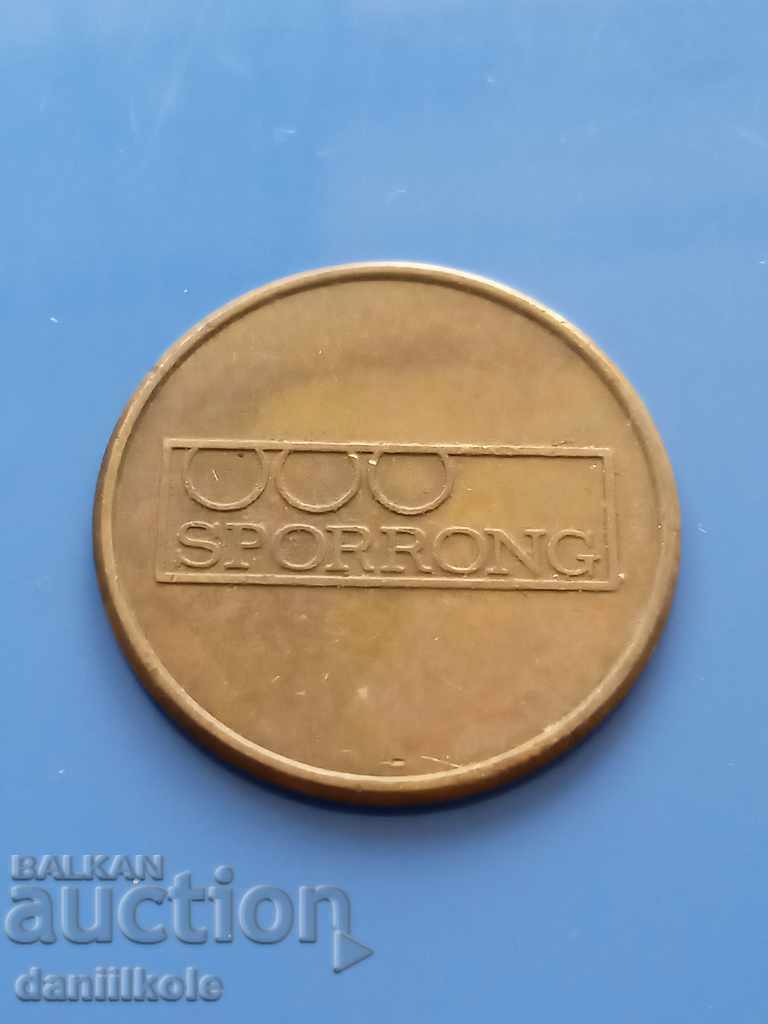 SPORRONG
BALKAN
auction
daniilkole